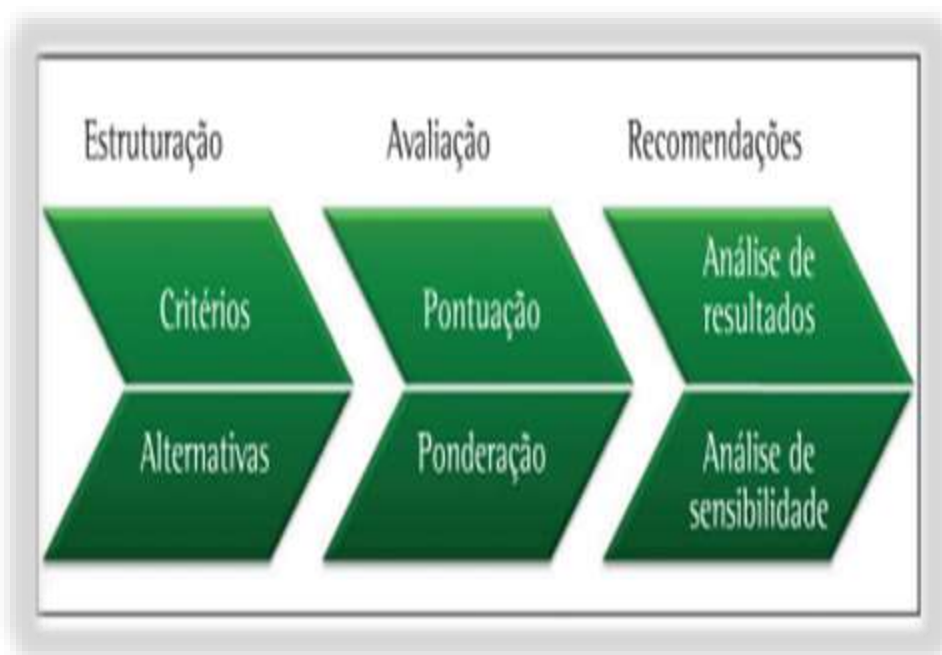 Estruturação
Avaliação
Recomendações
Critérios
Pontuação
Análise de
resultados
Alternativas
Ponderação
Análise de
sensibilidade